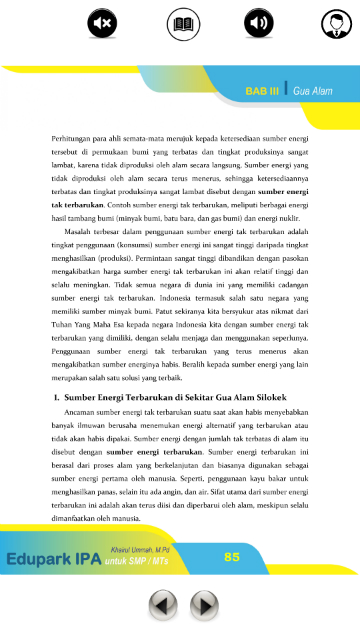 BAB III Gua Alam
Perhitungan para ahli semata-mata merujuk kepada ketersediaan sumber energi
tersebut di permukaan bumi yang terbatas dan tingkat produksinya sangat
lambat, karena tidak diproduksi oleh alam secara langsung. Sumber energi yang
tidak diproduksi oleh alam secara terus menerus, sehingga ketersediaannya
terbatas dan tingkat produksinya sangat lambat disebut dengan sumber energi
tak terbarukan. Contoh sumber energi tak terbarukan, meliputi berbagai energi
hasil tambang bumi (minyak bumi, batu bara, dan gas bumi) dan energi nuklir.
Masalah terbesar dalam penggunaan sumber energi tak terbarukan adalah
tingkat penggunaan (konsumsi) sumber energi ini sangat tinggi daripada tingkat
menghasilkan (produksi). Permintaan sangat tinggi dibandikan dengan pasokan
mengakibatkan harga sumber energi tak terbarukan ini akan relatif tinggi dan
selalu meningkan. Tidak semua negara di dunia ini yang memiliki cadangan
sumber energi tak terbarukan. Indonesia termasuk salah satu negara yang
memiliki sumber minyak bumi. Patut sekiranya kita bersyukur atas nikmat dari
Tuhan Yang Maha Esa kepada negara Indonesia kita dengan sumber energi tak
terbarukan yang dimiliki, dengan selalu menjaga dan menggunakan seperlunya.
Penggunaan sumber energi tak terbarukan yang terus menerus akan
mengakibatkan sumber energinya habis. Beralih kepada sumber energi yang lain
merupakan salah satu solusi yang terbaik.
1. Sumber Energi Terbarukan di Sekitar Gua Alam Silokek
Ancaman sumber energi tak terbarukan suatu saat akan habis menyebabkan
banyak ilmuwan berusaha menemukan energi alternatif yang terbarukan atau
tidak akan habis dipakai. Sumber energi dengan jumlah tak terbatas di alam itu
disebut dengan sumber energi terbarukan. Sumber energi terbarukan ini
berasal dari proses alam yang berkelanjutan dan biasanya digunakan sebagai
sumber energi pertama oleh manusia. Seperti, penggunaan kayu bakar untuk
menghasilkan panas, selain itu ada angin, dan air. Sifat utama dari sumber energi
terbarukan ini adalah akan terus diisi dan diperbarui oleh alam, meskipun selalu
dimanfaatkan oleh manusia.
Khairul Ummah, M.Pd
Edupark IPA untuk SMP / MTs
85